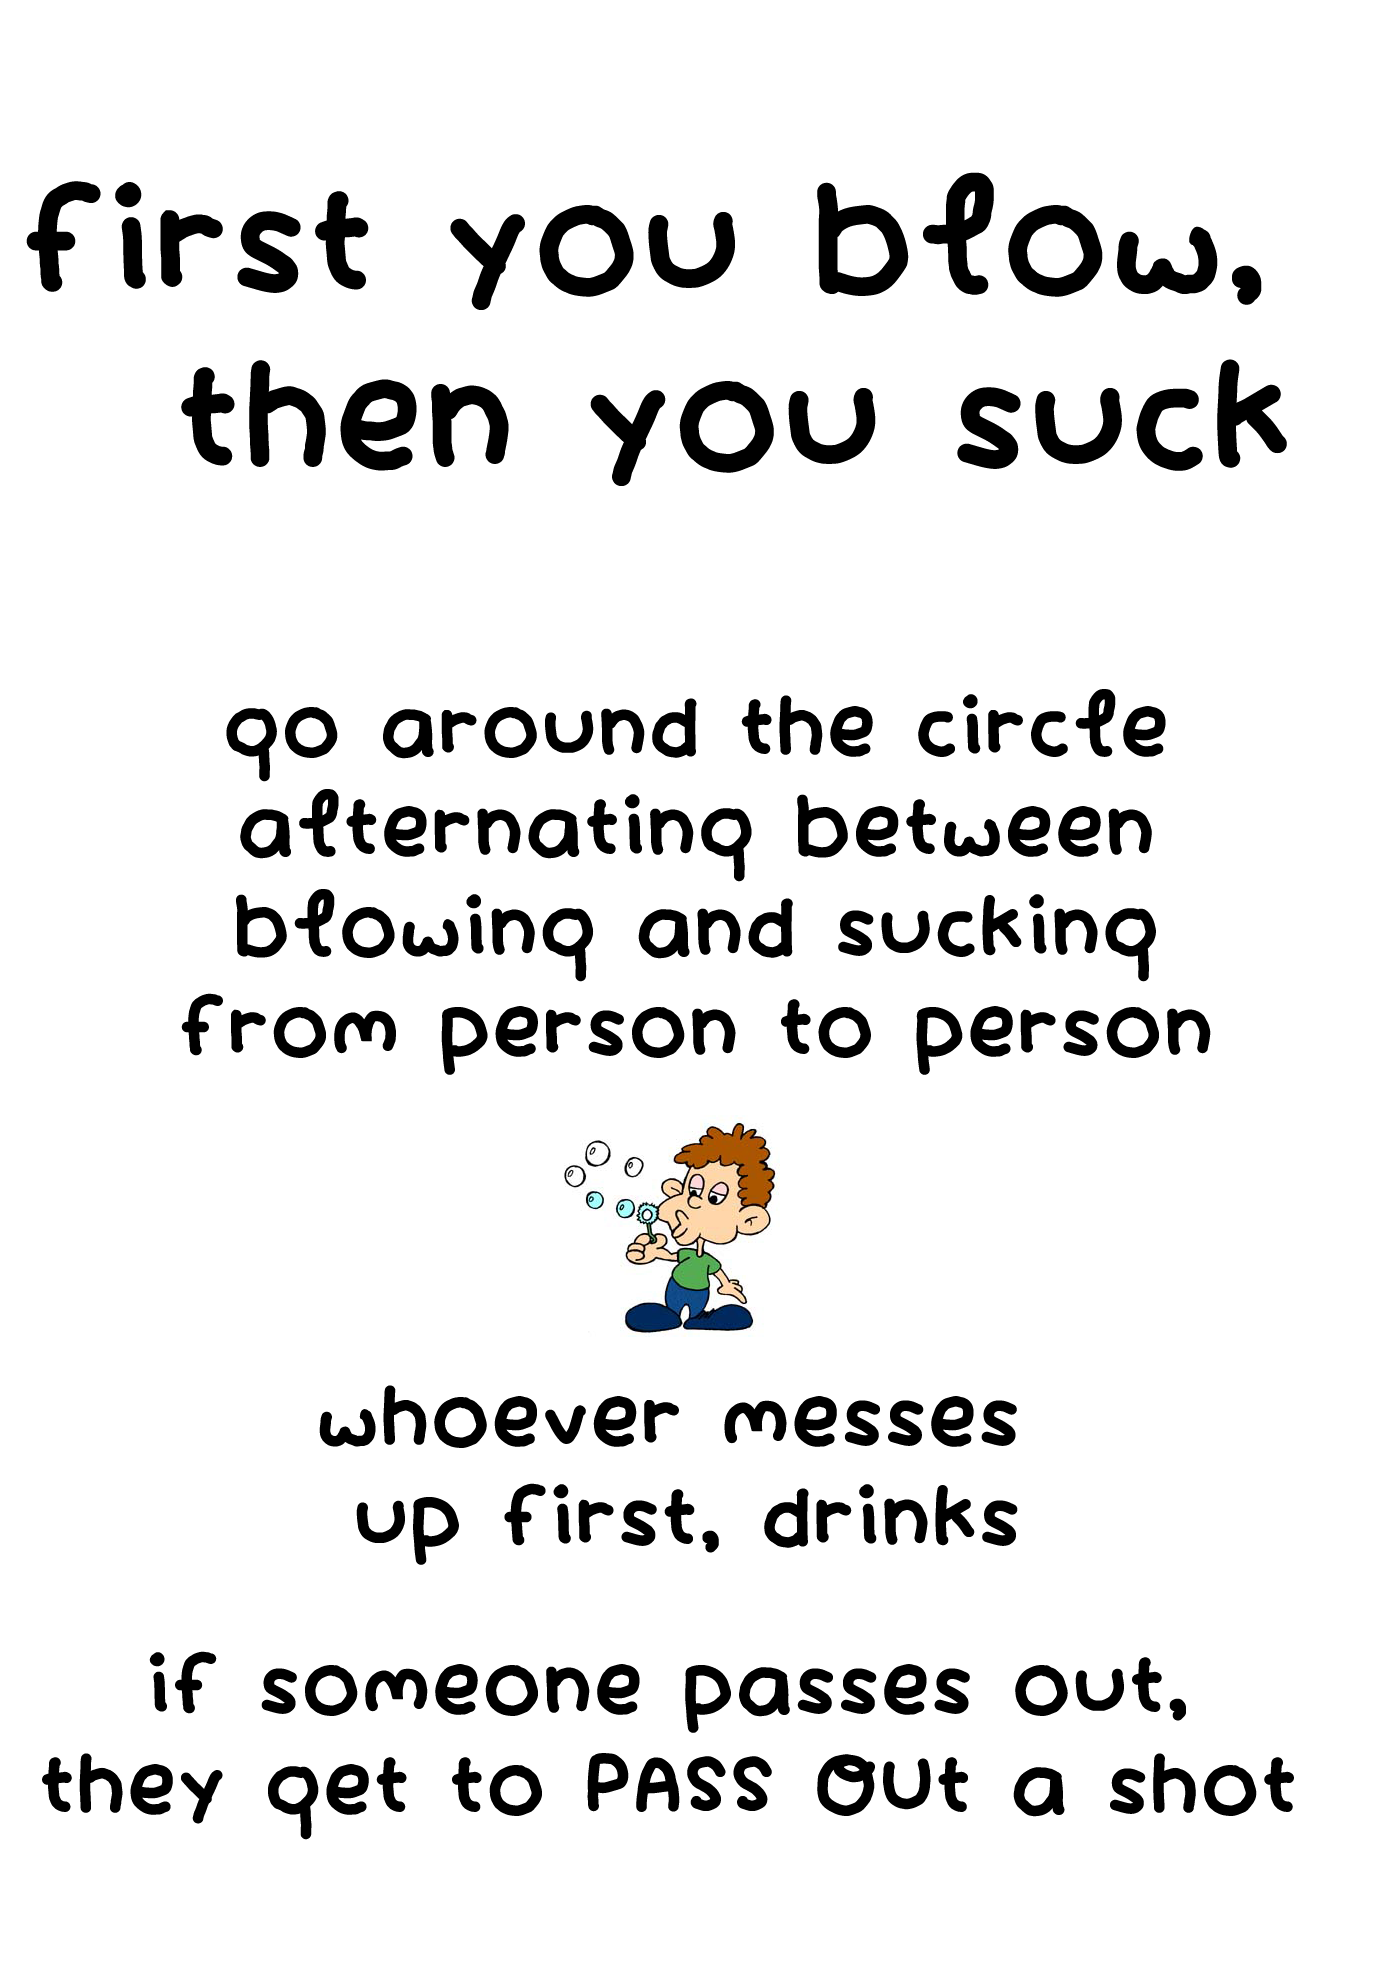 first you blow,
then you suck
go around the circle
alternating between
blowing and sucking
from person to person
whoever messes
up first, drinks
if someone passes out,
they get to PASS OUt a shot